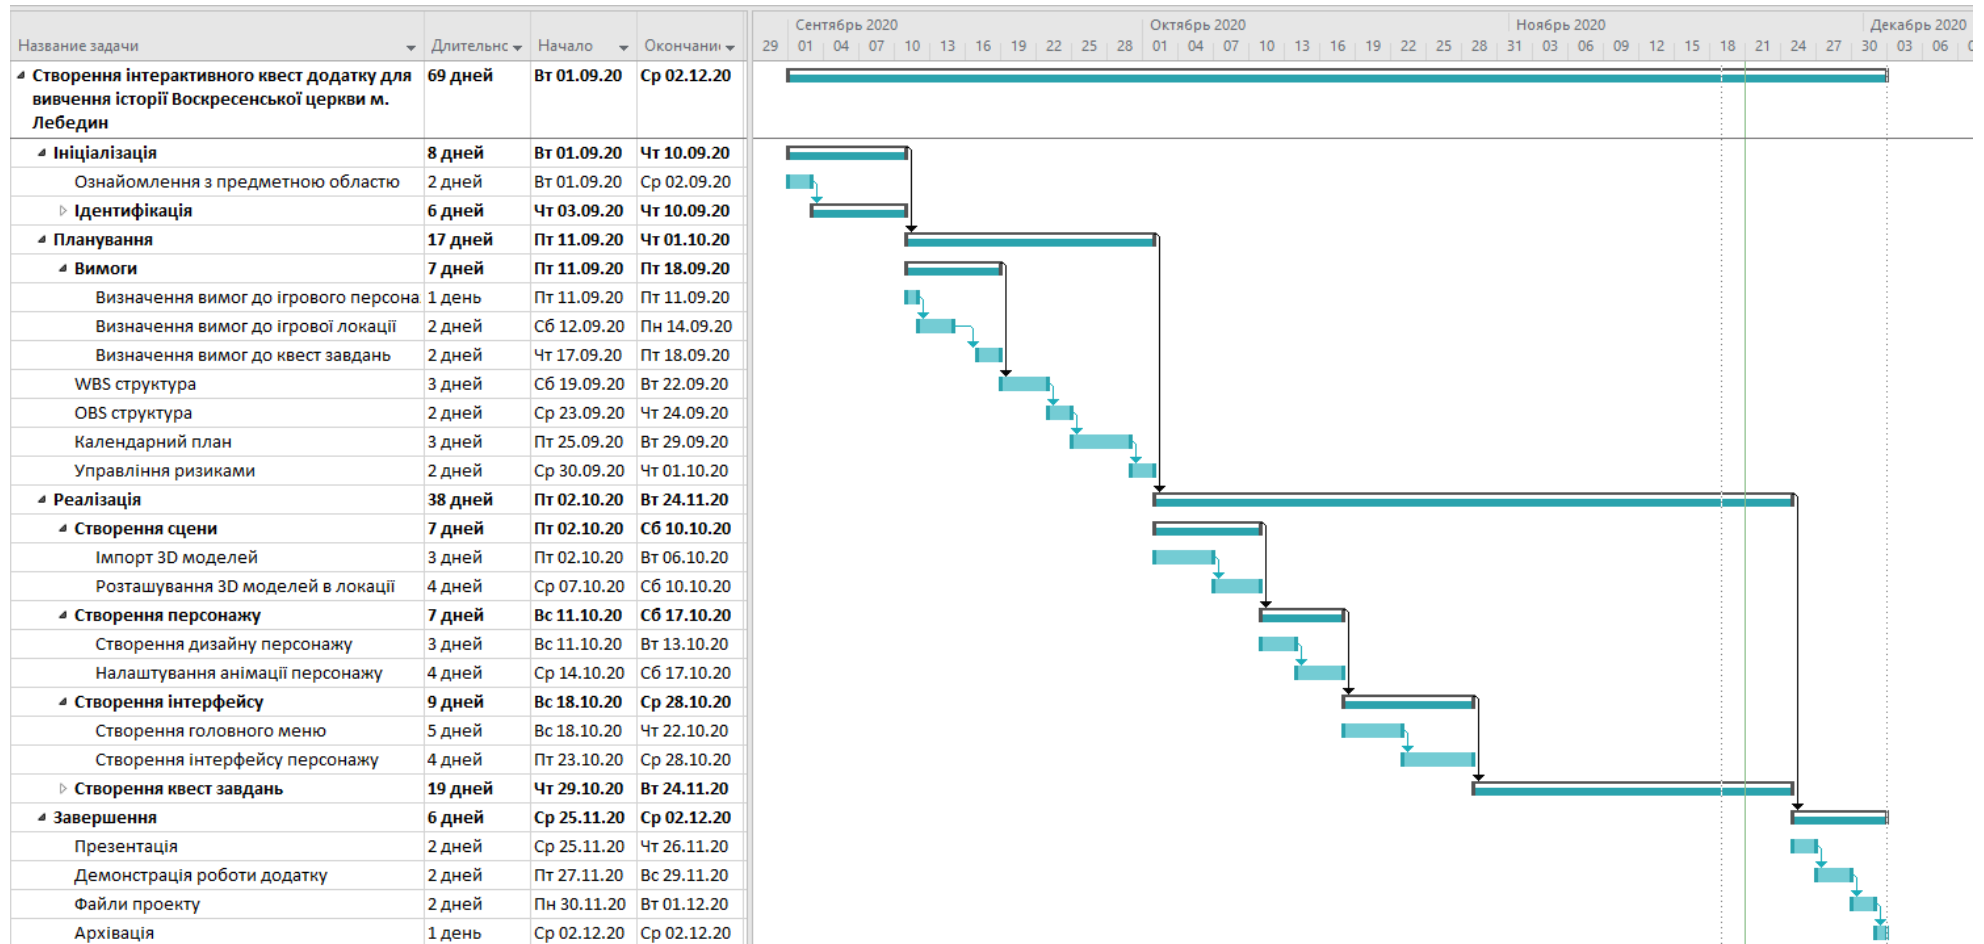 Сентябрь 2020 Октябрь 2020 Ноябрь 2020 Декабрь 2020
Название задачи Длительнс Начало Окончани 29 01 04 07 10 13 16 19 22 25 28 01 04 07 10 13 16 19 22 25 28 31 03 06 09 12 15 18 21 24 27 30 03 06
Створення інтерактивного квест додатку для 69 дней Вт 01.09.20 Ср 02.12.20
вивчення історії Воскресенської церкви м.
Лебедин
Ініціалізація 8 дней Вт 01.09.20 Чт 10.09.20
Ознайомлення з предметною областю 2 дней Вт 01.09.20 Ср 02.09.20
Ідентифікація 6 дней Чт 03.09.20 Чт 10.09.20
Планування 17 дней Пт 11.09.20 Чт 01.10.20
Вимоги 7 дней Пт 11.09.20 Пт 18.09.20
Визначення вимог до ігрового персона 1 день Пт 11.09.20 Пт 11.09.20
Визначення вимог до ігрової локації 2 дней Сб 12.09.20 Пн 14.09.20
Визначення вимог до квест завдань 2 дней Чт 17.09.20 Пт 18.09.20
WBS структура 3 дней Сб 19.09.20 Вт 22.09.20
OBS структура 2 дней Ср 23.09.20 Чт 24.09.20
Календарний план 3 дней Пт 25.09.20 Вт 29.09.20
Управління ризиками 2 дней Ср 30.09.20 Чт 01.10.20
Реалізація 38 дней Пт 02.10.20 Вт 24.11.20
Створення сцени 7 дней Пт 02.10.20 Сб 10.10.20
Імпорт 3D моделей 3 дней Пт 02.10.20 Вт 06.10.20
Розташування 3D моделей в локації 4 дней Ср 07.10.20 Сб 10.10.20
Створення персонажу 7 дней Вс 11.10.20 Сб 17.10.20
Створення дизайну персонажу 3 дней Вс 11.10.20 Вт 13.10.20
Налаштування анімації персонажу 4 дней Ср 14.10.20 Сб 17.10.20
Створення інтерфейсу 9 дней Вс 18.10.20 Ср 28.10.20
Створення головного меню 5 дней Вс 18.10.20 Чт 22.10.20
Створення інтерфейсу персонажу 4 дней Пт 23.10.20 Ср 28.10.20
Створення квест завдань 19 дней Чт 29.10.20 Вт 24.11.20
Завершення 6 дней Ср 25.11.20 Ср 02.12.20
Презентація 2 дней Ср 25.11.20 Чт 26.11.20
Демонстрація роботи додатку 2 дней Пт 27.11.20 Вс 29.11.20
Файли проекту 2 дней Пн 30.11.20 Вт 01.12.20
Архівація 1 день Ср 02.12.20 Ср 02.12.20